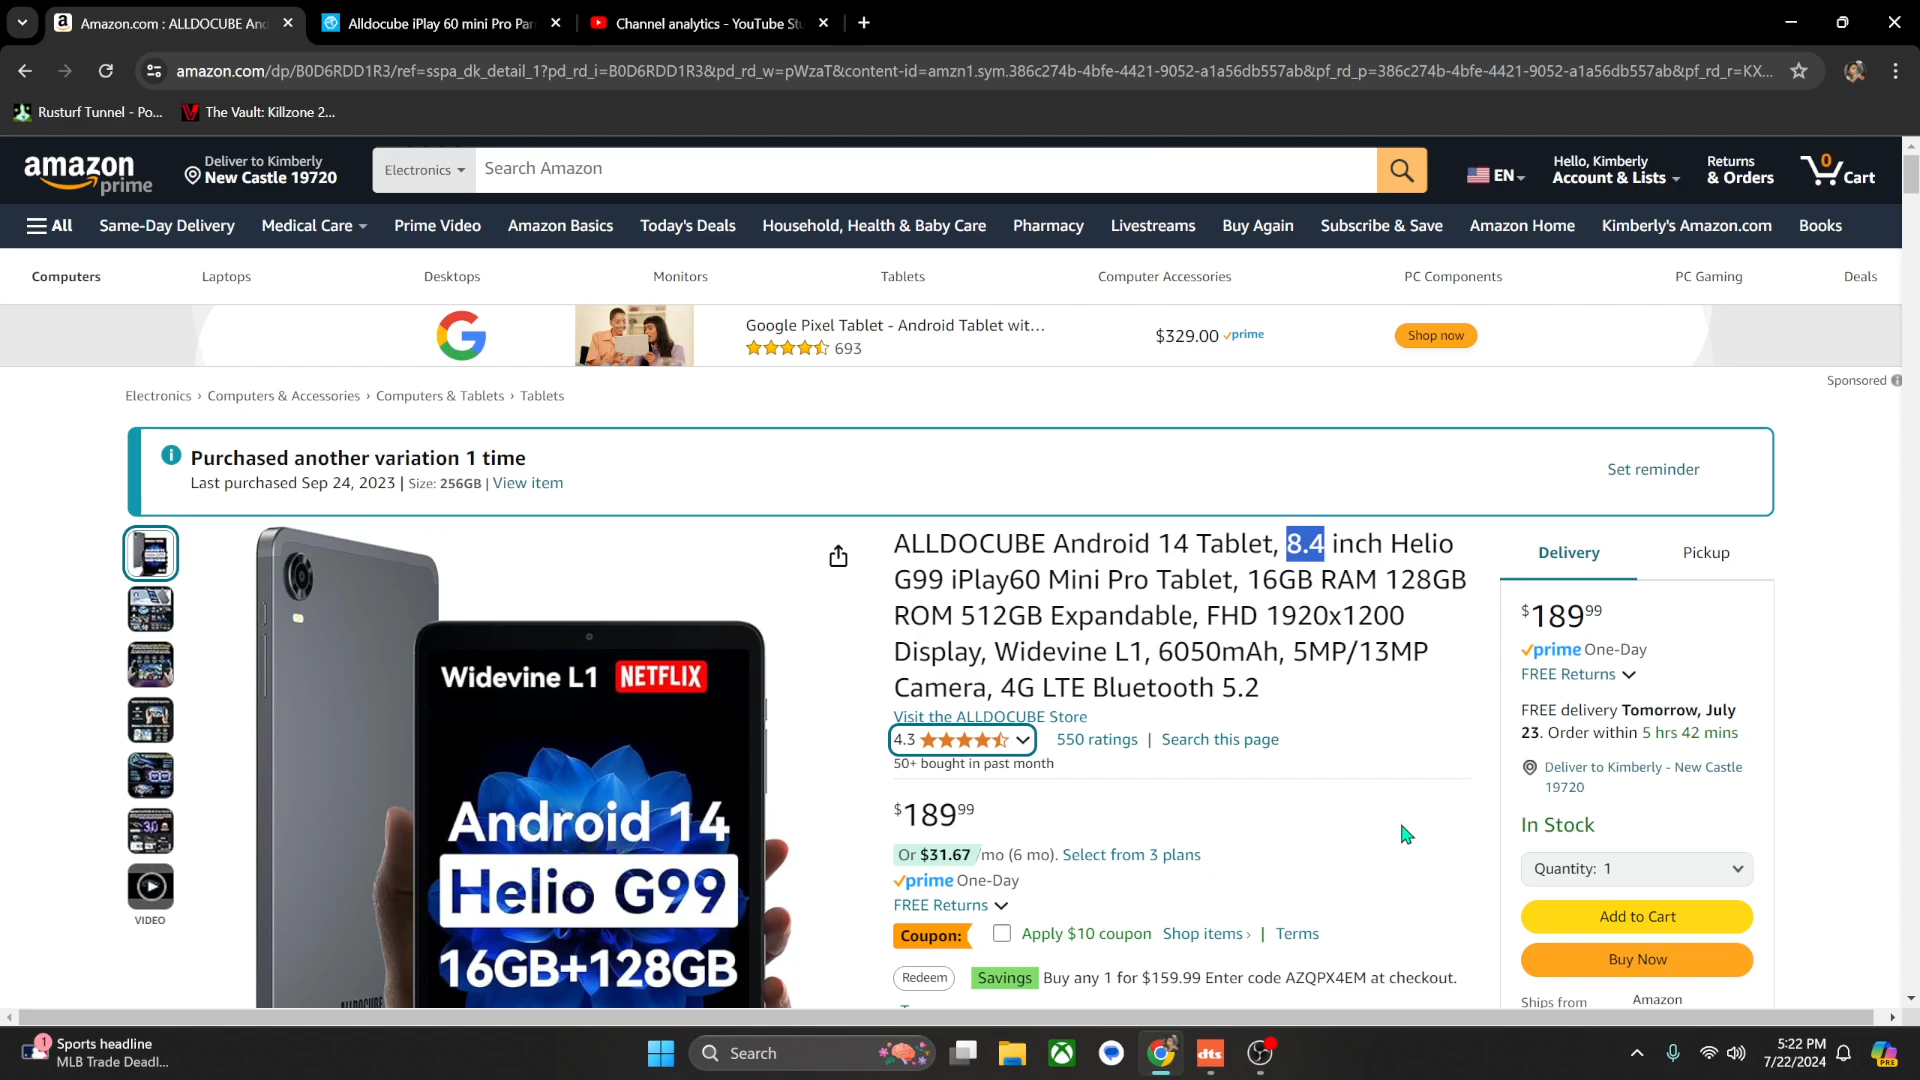 Amazon.com : ALLDOCUBE And
Alldocube iPlay 60 mini Pro Par
Channel analytics - YouTube Stu
amazon.com/dp/B0D6RDD1R3/ref=sspa_dk_detail_1?pd_rd_i=B0D6RDD1R3&pd_rd_w=pWzaT&content-id=amzn1.sym.386c274b-4bfe-4421-9052-a1a56db557ab&pf_rd_p=386c274b-4bfe-4421-9052-a1a56db557ab&pf_rd_r=KX...
Rusturf Tunnel - Po...
The Vault: Killzone 2...
amazon
prime
Deliver to Kimberly
New Castle 19720
Electronics
Search Amazon
EN
Hello, Kimberly
Account & Lists
Returns
& Orders
0
Cart
All
Same-Day Delivery
Medical Care
Prime Video
Amazon Basics
Today's Deals
Household, Health & Baby Care
Pharmacy
Livestreams
Buy Again
Subscribe & Save
Amazon Home
Kimberly's Amazon.com
Books
Computers
Laptops
Desktops
Monitors
Tablets
Computer Accessories
PC Components
PC Gaming
Deals
Google Pixel Tablet - Android Tablet wit...
693
$329.00 prime
Shop now
Sponsored
Electronics › Computers & Accessories › Computers & Tablets › Tablets
Purchased another variation 1 time
Last purchased Sep 24, 2023 | Size: 256GB | View item
Set reminder
VIDEO
Widevine L1 NETFLIX
Android 14
Helio G99
16GB+128GB
ALLDOCUBE Android 14 Tablet, 8.4 inch Helio
G99 iPlay60 Mini Pro Tablet, 16GB RAM 128GB
ROM 512GB Expandable, FHD 1920x1200
Display, Widevine L1, 6050mAh, 5MP/13MP
Camera, 4G LTE Bluetooth 5.2
Visit the ALLDOCUBE Store
4.3
550 ratings | Search this page
50+ bought in past month
$189 99
Or $31.67 /mo (6 mo). Select from 3 plans
prime One-Day
FREE Returns
Coupon: Apply $10 coupon Shop items › | Terms
Redeem Savings Buy any 1 for $159.99 Enter code AZQPX4EM at checkout.
Delivery
Pickup
$189 99
prime One-Day
FREE Returns
FREE delivery Tomorrow, July
23. Order within 5 hrs 42 mins
Deliver to Kimberly - New Castle
19720
In Stock
Quantity: 1
Add to Cart
Buy Now
Ships from
Amazon
1
Sports headline
MLB Trade Deadl...
Search
dts
5:22 PM
7/22/2024
PRE